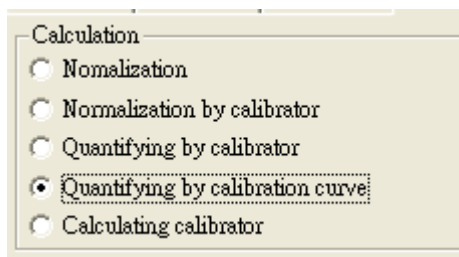 Calculation
Nomalization
Normalization by calibrator
Quantifying by calibrator
Quantifying by calibration curve
Calculating calibrator